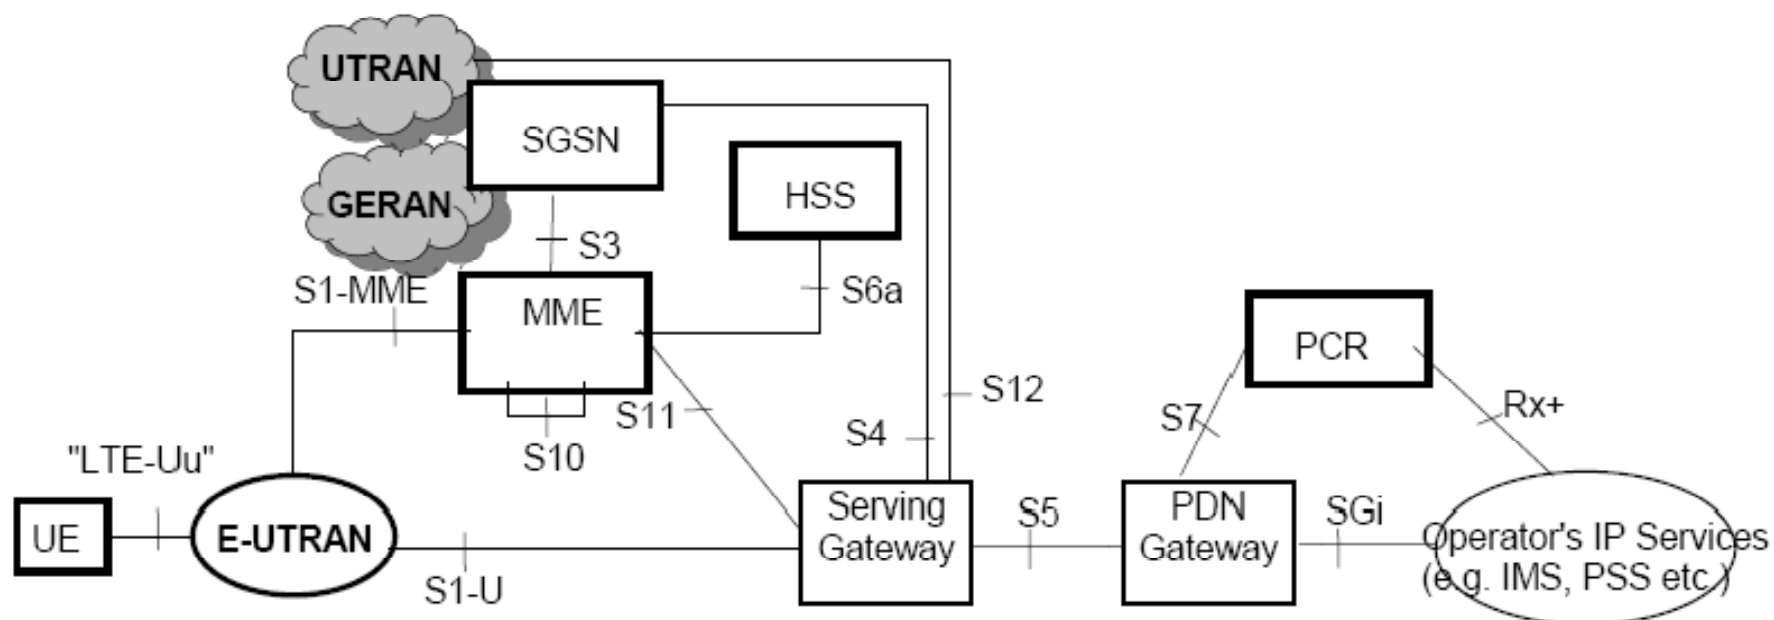 UTRAN
SGSN
HSS
GERAN
S3
S1-MME
S6a
MME
PCR
S12
S11
S7
Rx+
S4
S10
"LTE-Uu"
Serving
Gateway
S5
PDN
Gateway
SGi
UE
E-UTRAN
Operator's IP Services
(e.g. IMS, PSS etc.)
S1-U